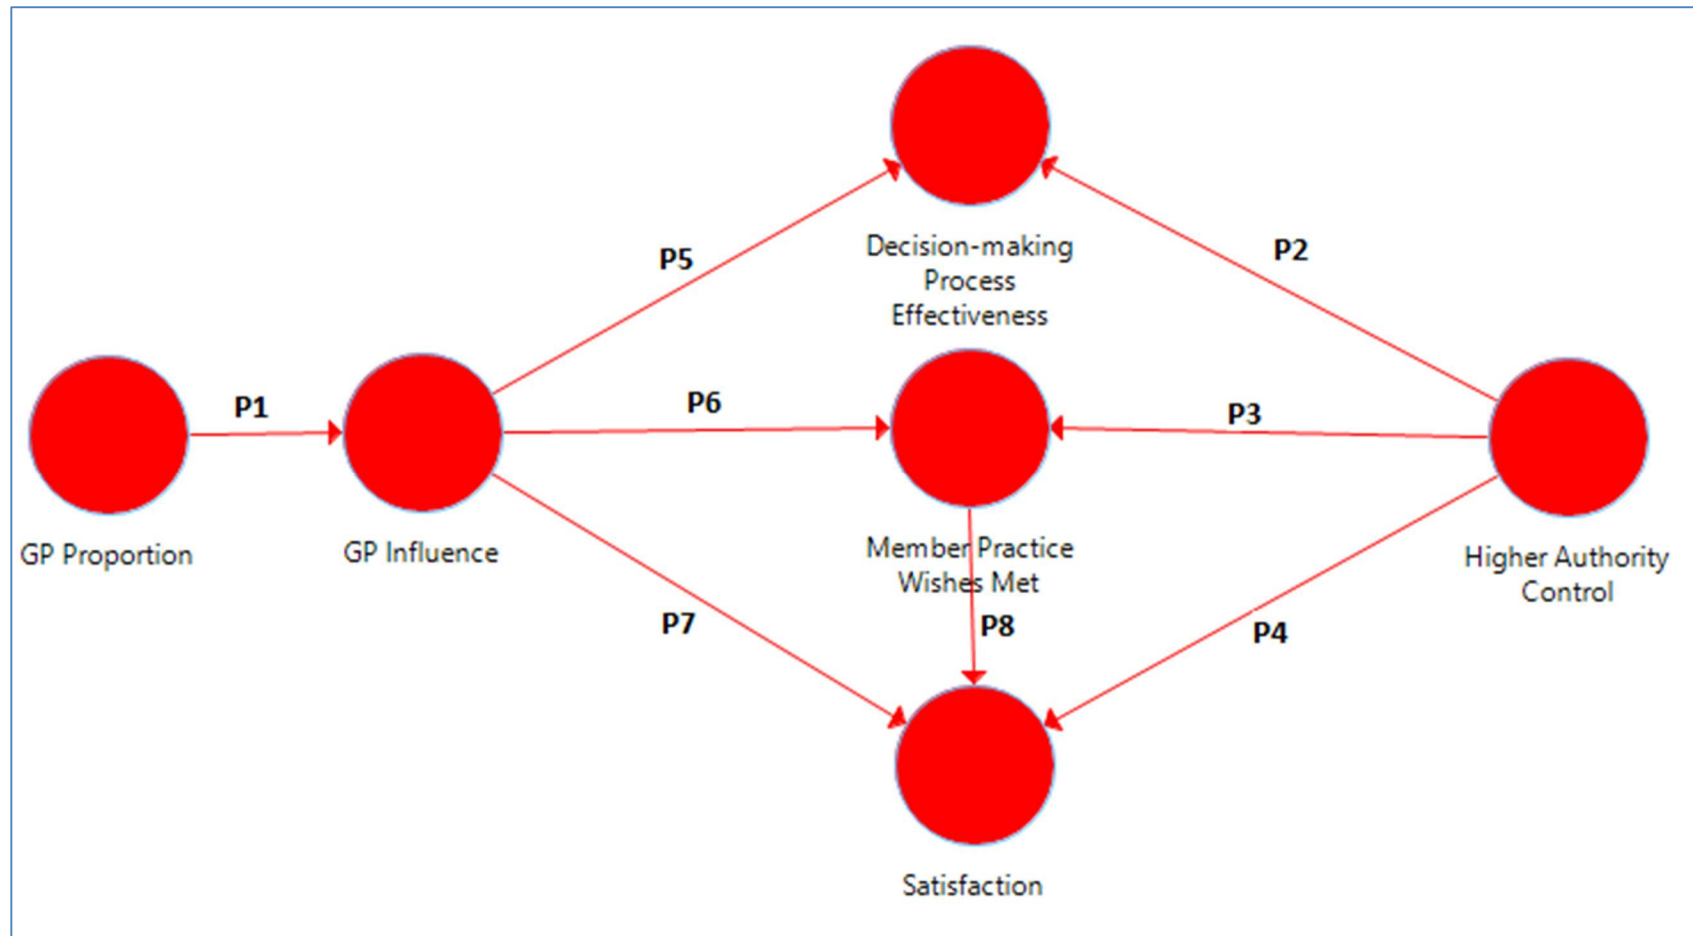 Decision-making
Process
Effectiveness
P5
P2
P1
P6
P3
GP Proportion
GP Influence
Member Practice
Wishes Met
Higher Authority
Control
P7
P8
P4
Satisfaction